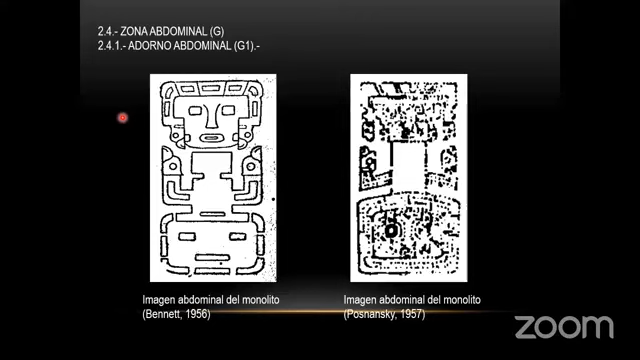 2.4.- ZONA ABDOMINAL (G)
2.4.1.- ADORNO ABDOMINAL (G1).-
Imagen abdominal del monolito
(Bennett, 1956)
Imagen abdominal del monolito
(Posnansky, 1957)
zoom